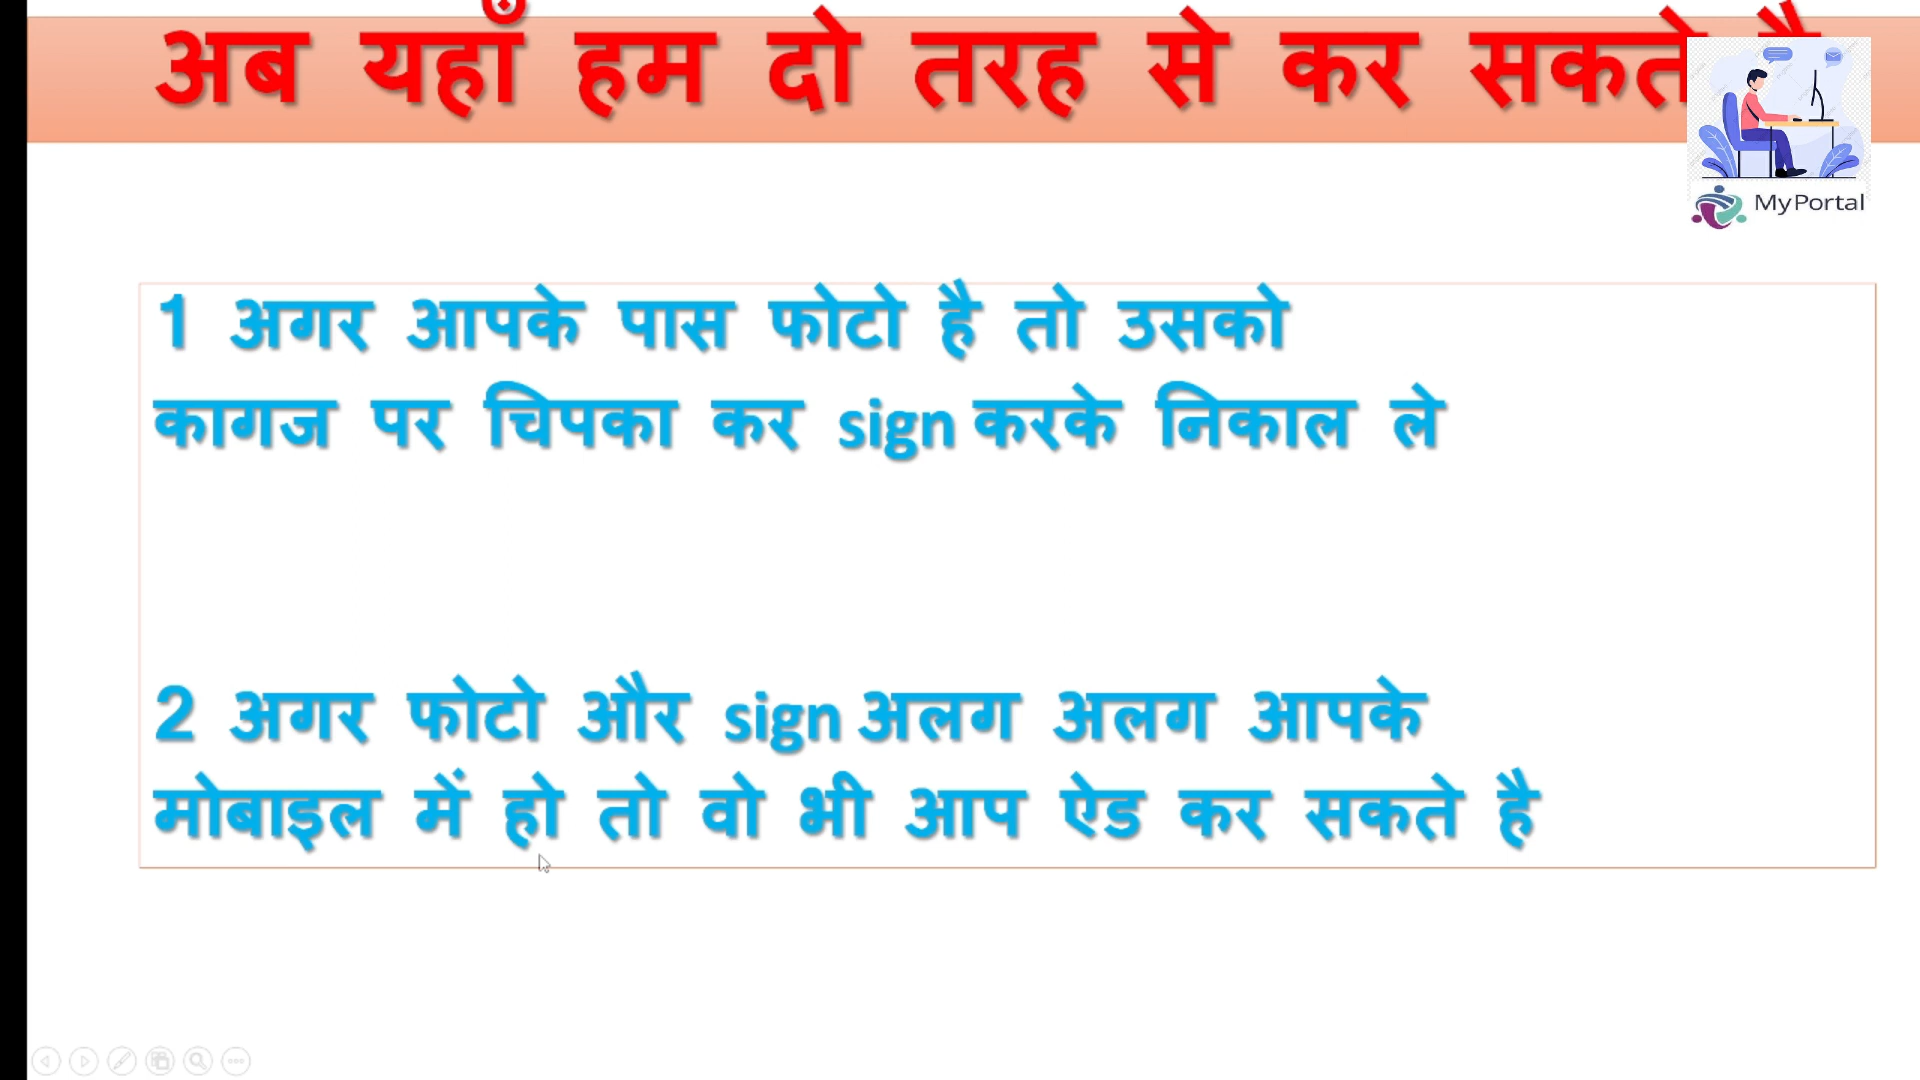 अब यहाँ हम दो तरह से कर सकते है
MyPortal
1 अगर आपके पास फोटो है तो उसको
कागज पर चिपका कर sign करके निकाल ले
2 अगर फोटो और sign अलग अलग आपके
मोबाइल में हो तो वो भी आप ऐड कर सकते है